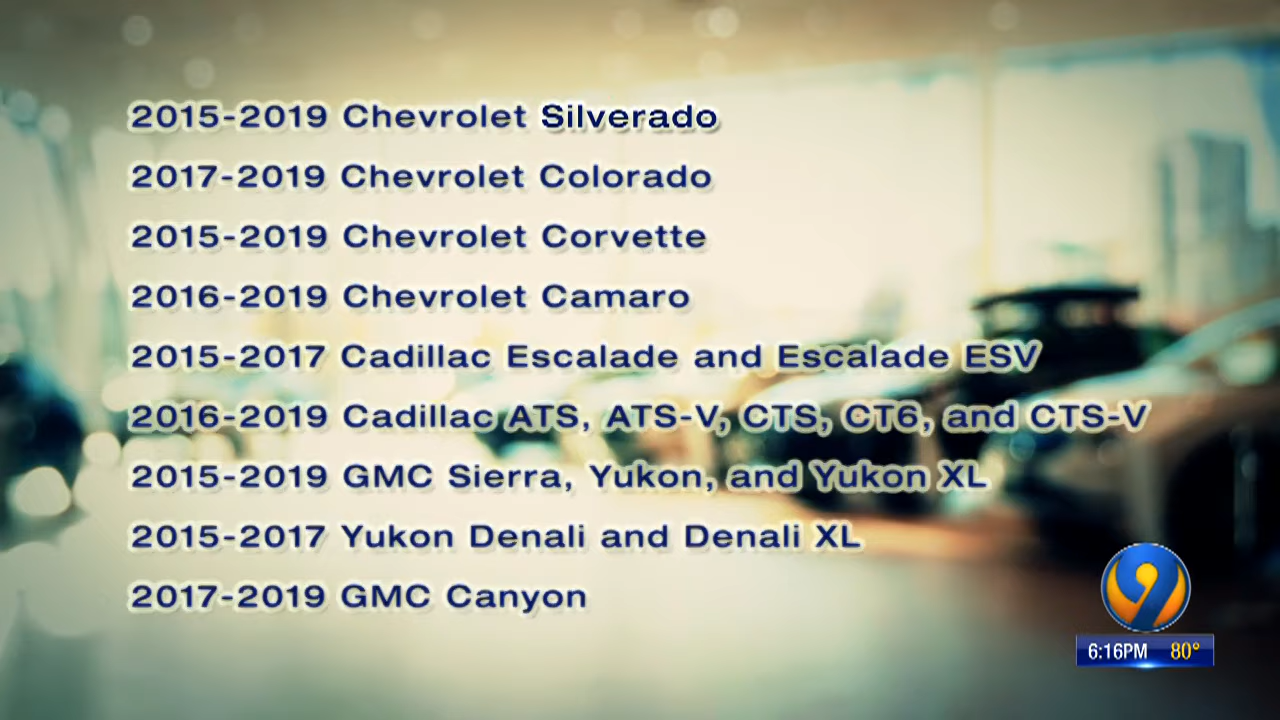 2015-2019 Chevrolet Silverado
2017-2019 Chevrolet Colorado
2015-2019 Chevrolet Corvette
2016-2019 Chevrolet Camaro
2015-2017 Cadillac Escalade and Escalade ESV
2016-2019 Cadillac ATS, ATS-V, CTS, CT6, and CTS-V
2015-2019 GMC Sierra, Yukon, and Yukon XL
2015-2017 Yukon Denali and Denali XL
2017-2019 GMC Canyon
9
6:16PM 80°